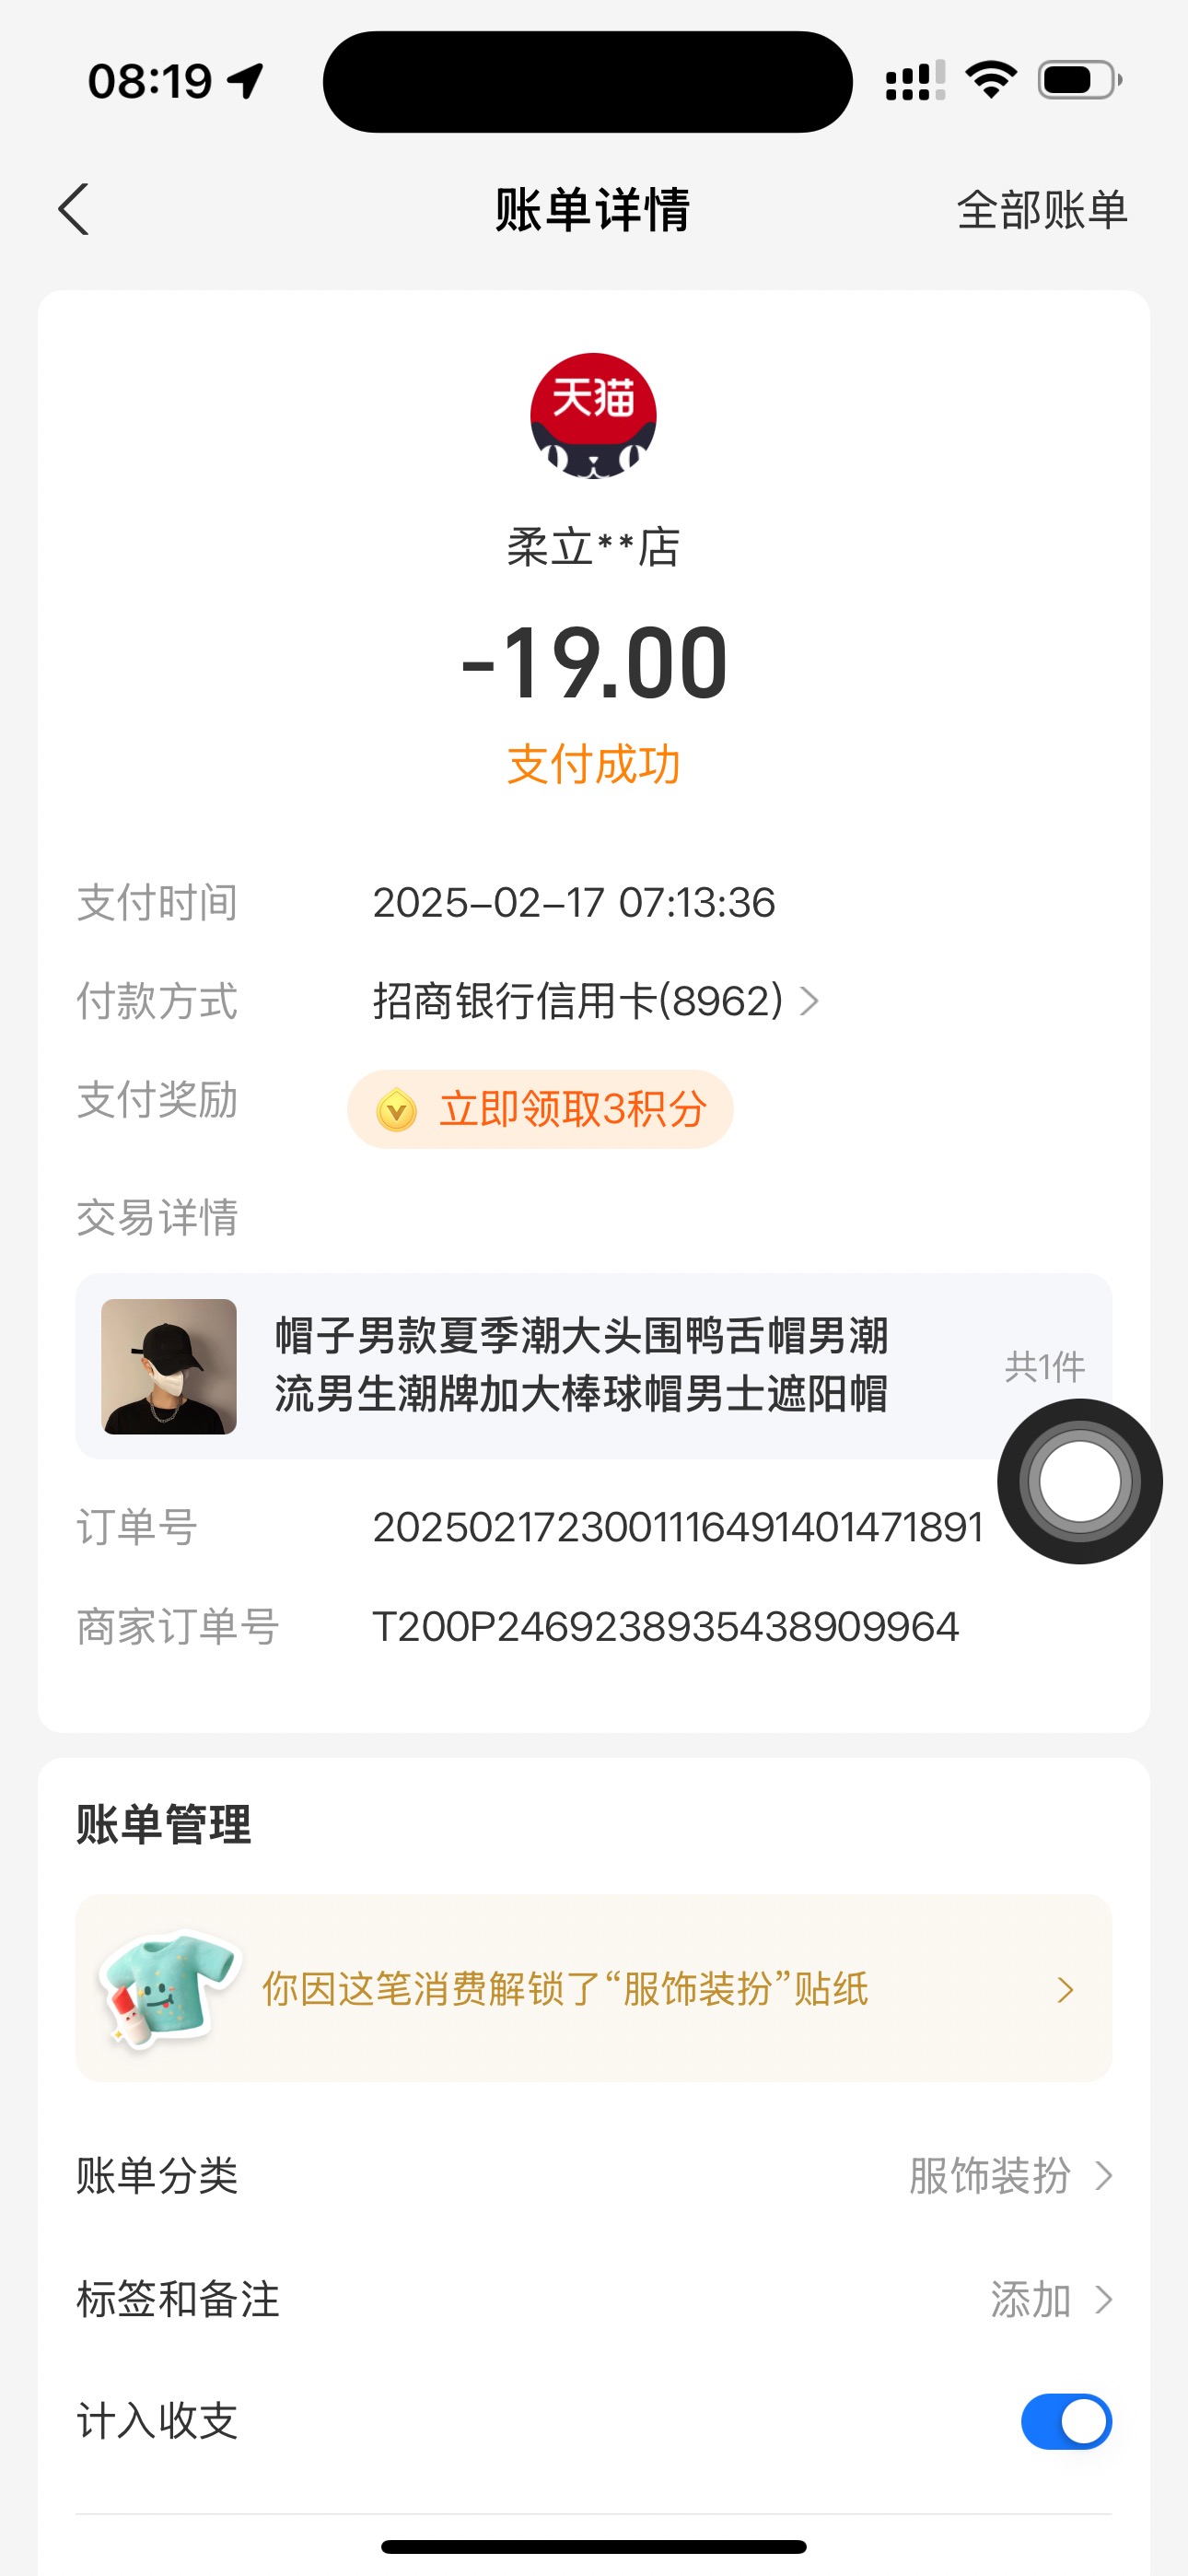 08:19
账单详情
全部账单
天猫
柔立**店
-19.00
支付成功
支付时间 2025-02-17 07:13:36
付款方式 招商银行信用卡(8962)
支付奖励 立即领取3积分
交易详情
帽子男款夏季潮大头围鸭舌帽男潮
流男生潮牌加大棒球帽男士遮阳帽
共1件
订单号 2025021723001116491401471891
商家订单号 T200P2469238935438909964
账单管理
你因这笔消费解锁了“服饰装扮”贴纸
账单分类 服饰装扮
标签和备注 添加
计入收支